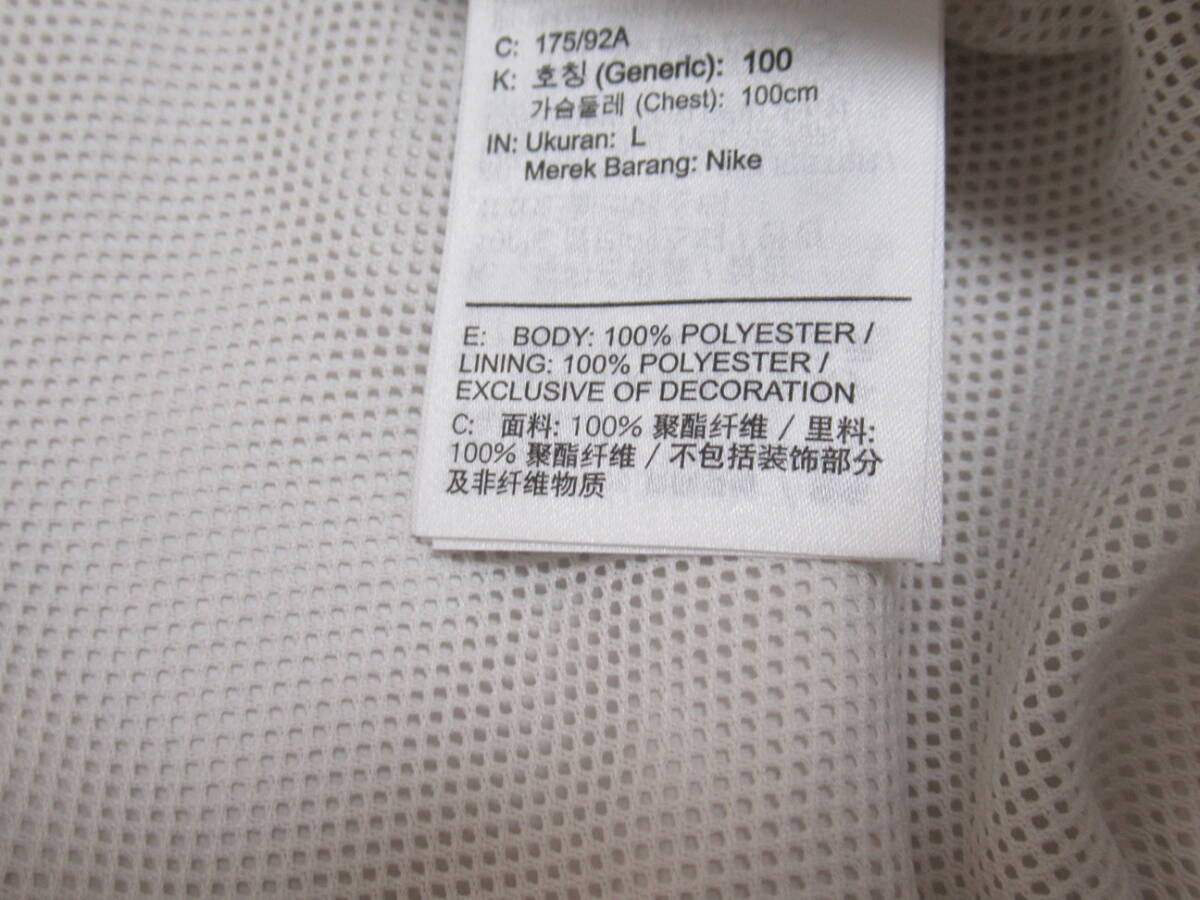 C: 175/92A
K: 호칭 (Generic): 100
가슴둘레 (Chest): 100cm
IN: Ukuran: L
Merek Barang: Nike
E: BODY: 100% POLYESTER /
LINING: 100% POLYESTER /
EXCLUSIVE OF DECORATION
C: 面料: 100% 聚酯纤维 / 里料:
100% 聚酯纤维 / 不包括装饰部分
及非纤维物质